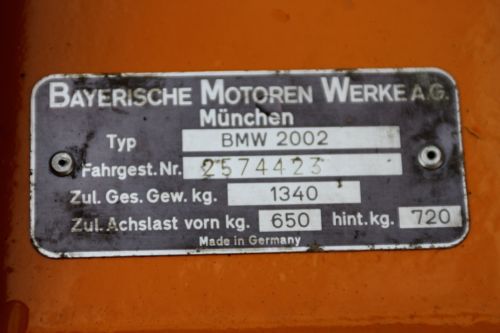 BAYERISCHE MOTOREN WERKE A.G.
München
Typ BMW 2002
Fahrgest. Nr. 2574423
Zul. Ges. Gew. kg. 1340
Zul. Achslast vorn kg. 650 hint. kg. 720
Made in Germany